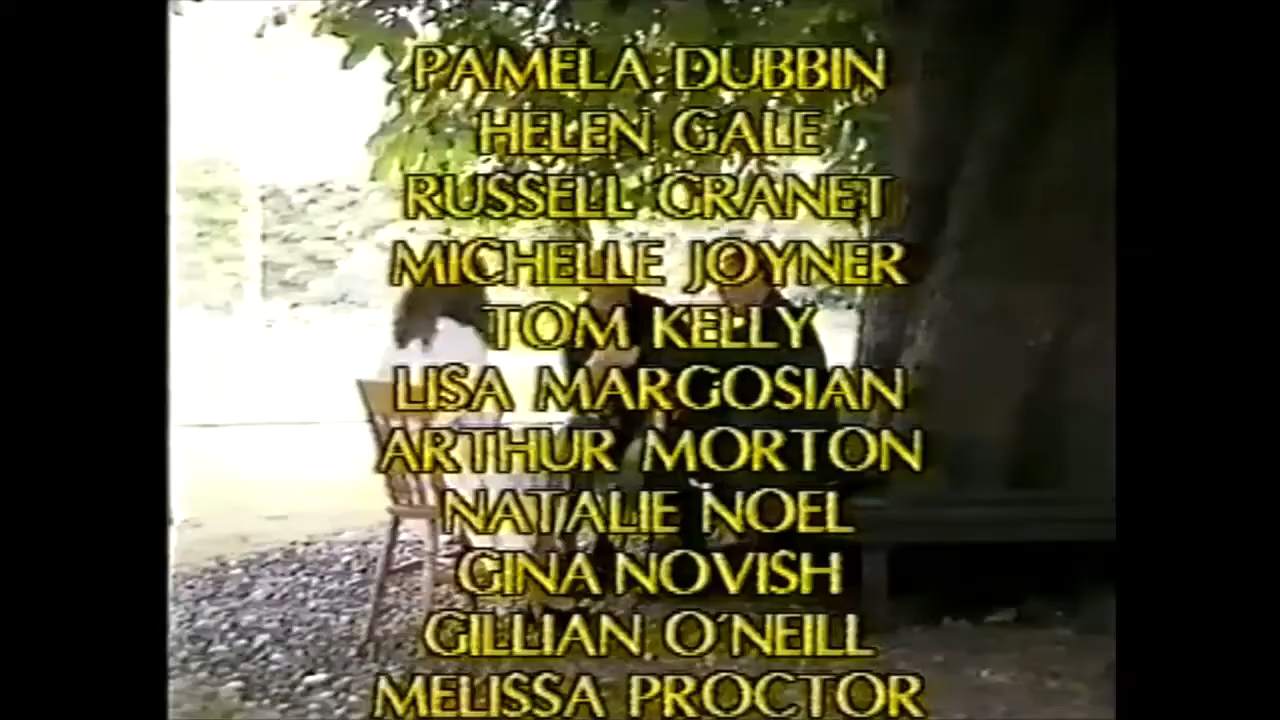 PAMELA DUBBIN
HELEN GALE
RUSSELL GRANET
MICHELLE JOYNER
TOM KELLY
LISA MARGOSIAN
ARTHUR MORTON
NATALIE NOEL
GINA NOVISH
GILLIAN O'NEILL
MELISSA PROCTOR